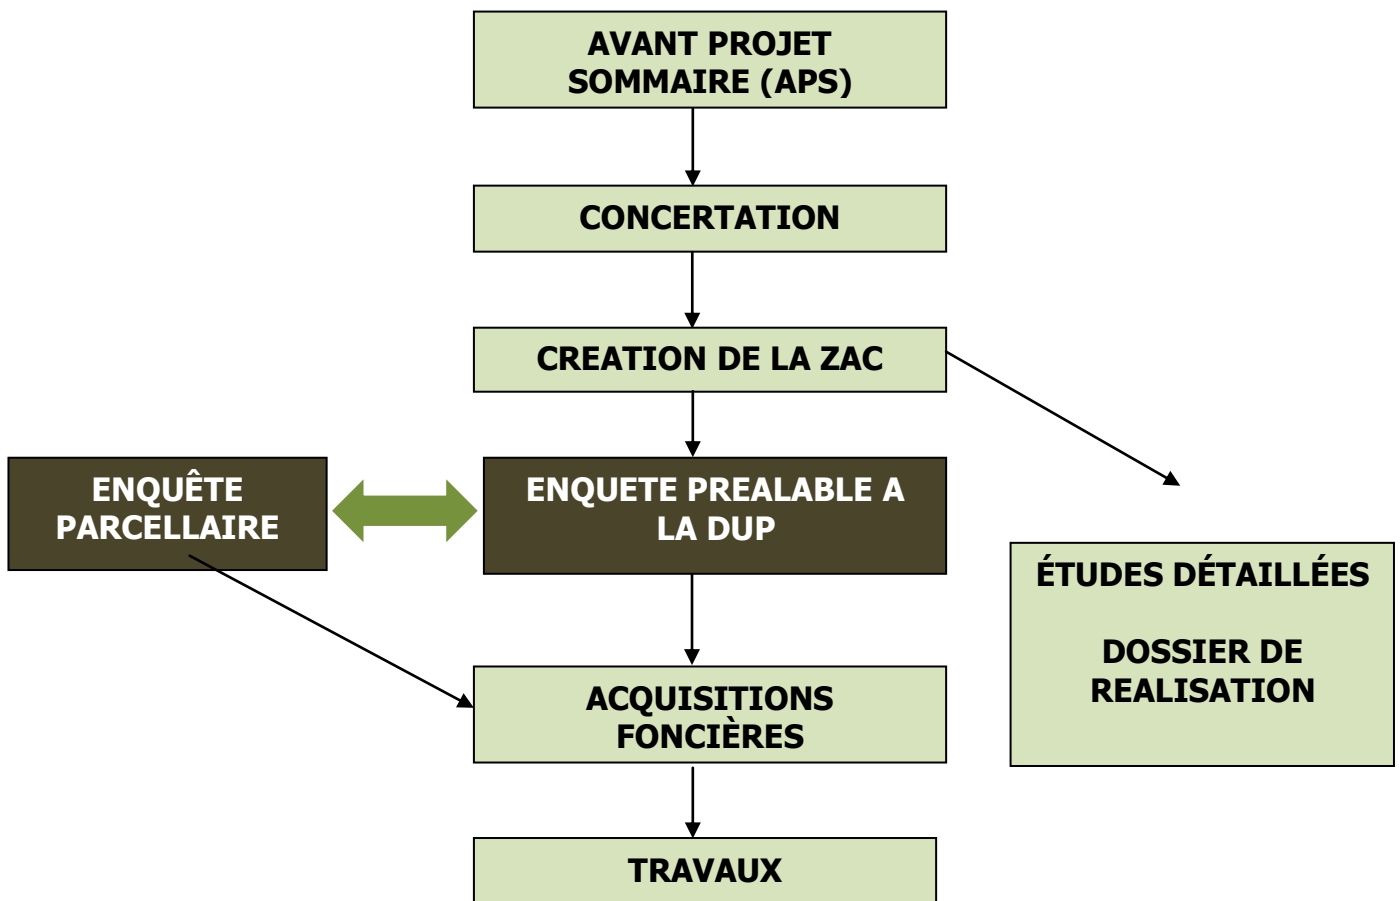 AVANT PROJET
SOMMAIRE (APS)
CONCERTATION
CREATION DE LA ZAC
ENQUÊTE
PARCELLAIRE
ENQUETE PREALABLE A
LA DUP
ÉTUDES DÉTAILLÉES
DOSSIER DE
REALISATION
ACQUISITIONS
FONCIÈRES
TRAVAUX